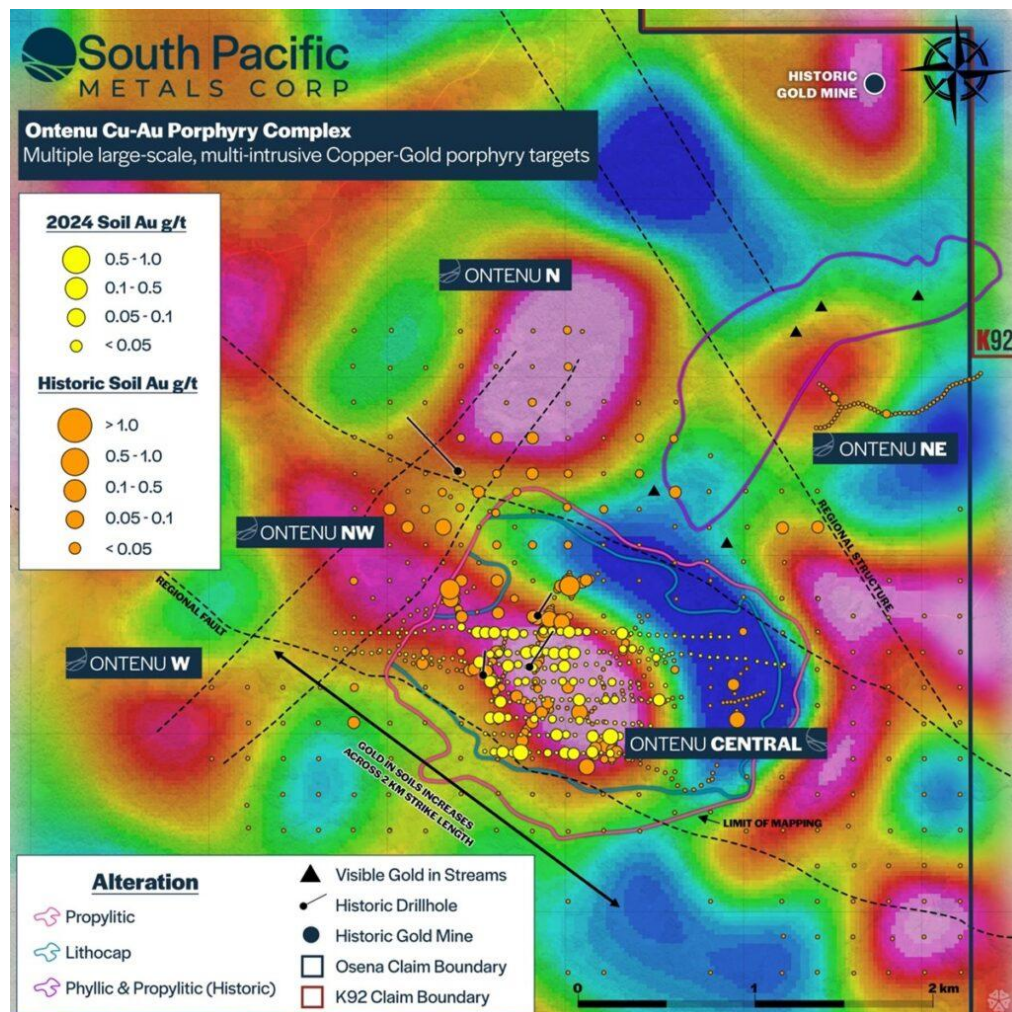 South Pacific
METALS CORP
Ontenu Cu-Au Porphyry Complex
Multiple large-scale, multi-intrusive Copper-Gold porphyry targets
HISTORIC
GOLD MINE
2024 Soil Au g/t
0.5 - 1.0
0.1 - 0.5
0.05 - 0.1
< 0.05
Historic Soil Au g/t
> 1.0
0.5 - 1.0
0.1 - 0.5
0.05 - 0.1
< 0.05
ONTENU N
K92
ONTENU NE
ONTENU NW
REGIONAL STRUCTURE
REGIONAL FAULT
ONTENU W
ONTENU CENTRAL
GOLD IN SOILS INCREASES
ACROSS 2 KM STRIKE LENGTH
LIMIT OF MAPPING
Alteration
Propylitic
Lithocap
Phyllic & Propylitic (Historic)
Visible Gold in Streams
Historic Drillhole
Historic Gold Mine
Osena Claim Boundary
K92 Claim Boundary
0 1 2 km